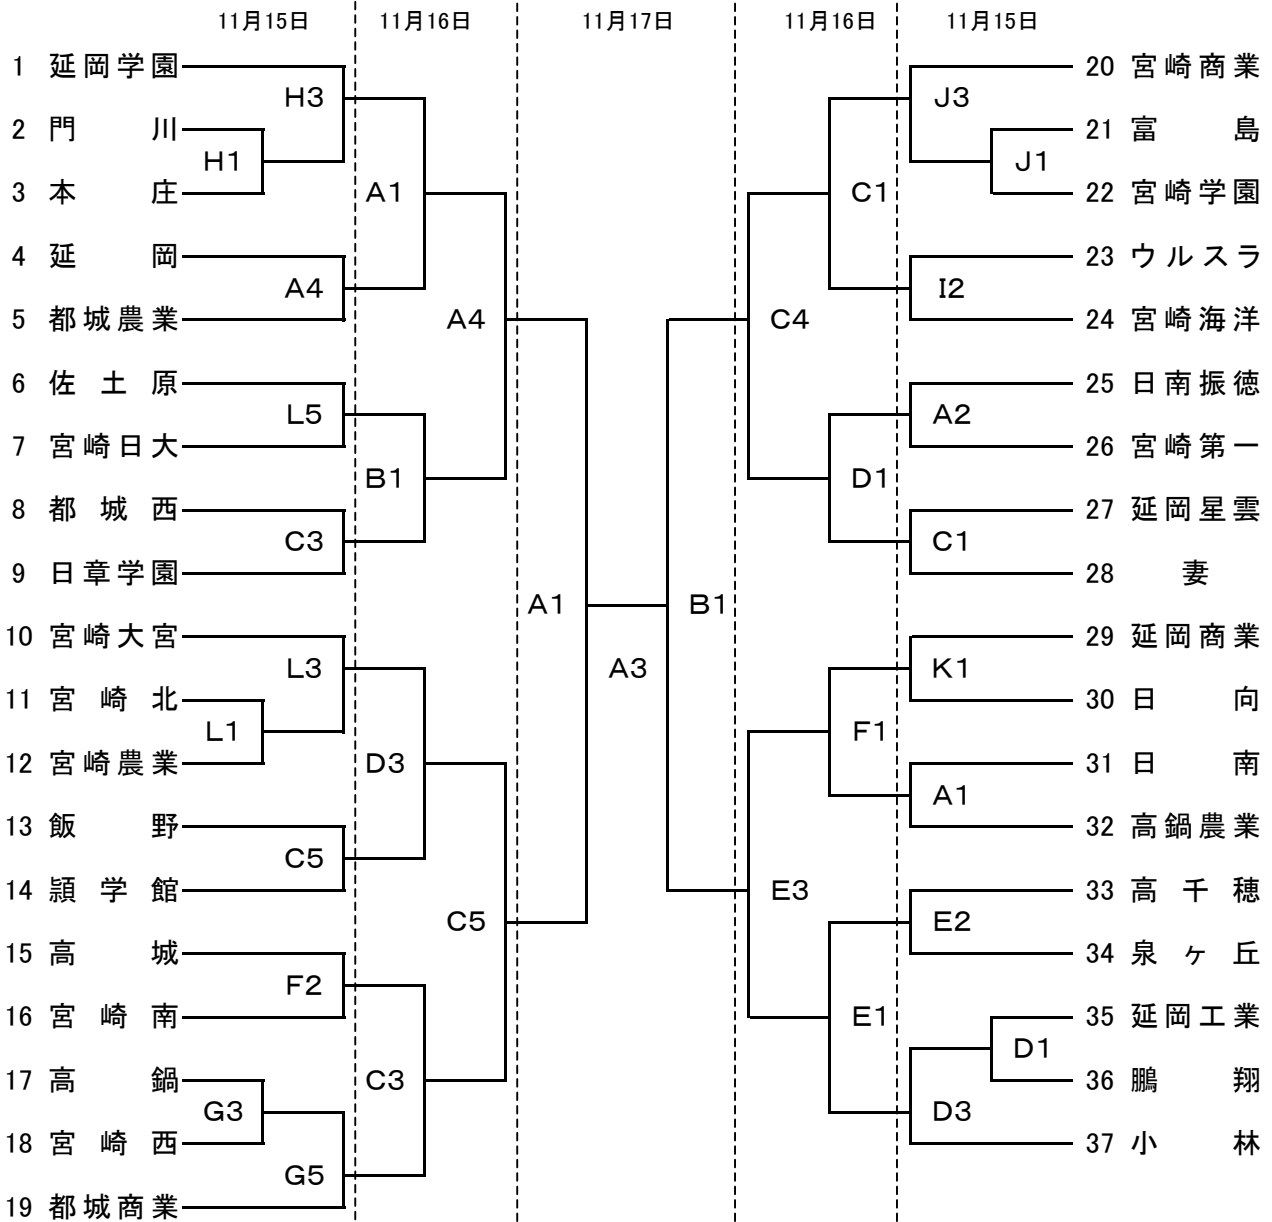 11月15日 11月16日 11月17日 11月16日 11月15日
1 延岡学園 20 宮崎商業
H3 J3
2 門川 21 富島
H1 J1
3 本庄 A1 C1 22 宮崎学園
4 延岡 23 ウルスラ
A4 I2
5 都城農業 A4 C4 24 宮崎海洋
6 佐土原 25 日南振徳
L5 A2
7 宮崎日大 26 宮崎第一
B1 D1
8 都城西 27 延岡星雲
C3 C1
9 日章学園 28 妻
A1 B1
10 宮崎大宮 29 延岡商業
L3 A3 K1
11 宮崎北 30 日向
L1 F1
12 宮崎農業 D3 31 日南
A1
13 飯野 32 高鍋農業
C5
14 頴学館 E3 33 高千穂
C5 E2
15 高城 34 泉ヶ丘
F2
16 宮崎南 E1 35 延岡工業
D1
17 高鍋 C3 36 鵬翔
G3 D3
18 宮崎西 37 小林
G5
19 都城商業